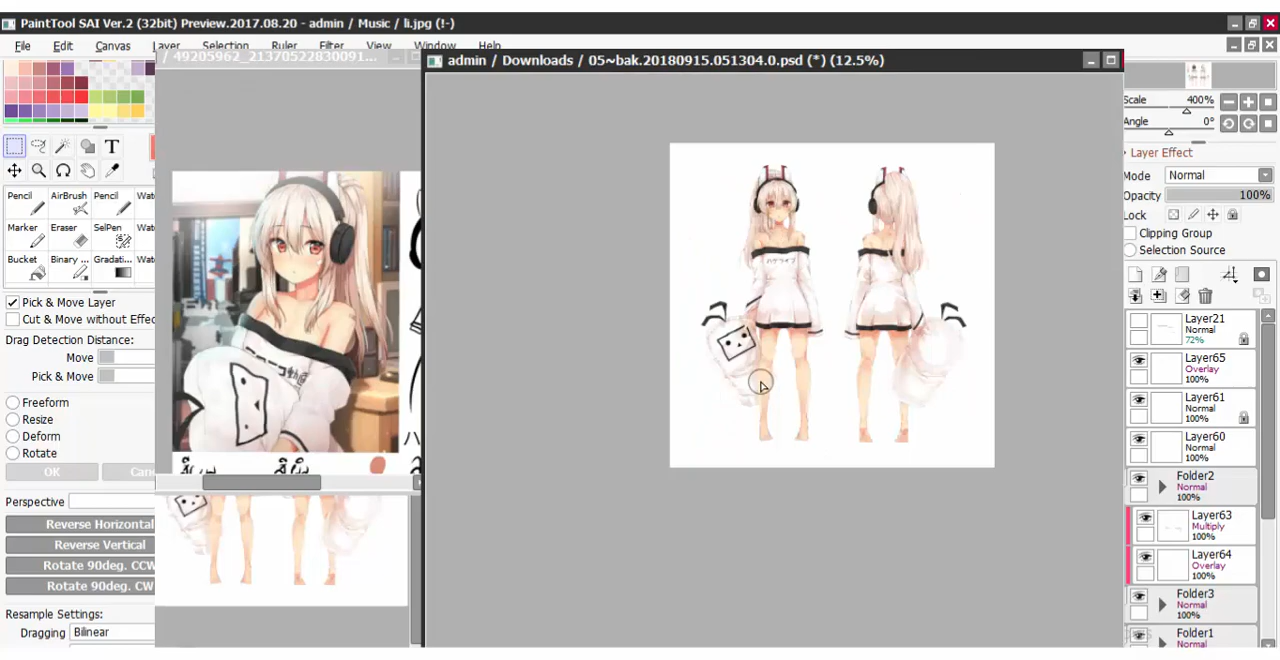 PaintTool SAI Ver.2 (32bit) Preview.2017.08.20 - admin / Music / li.jpg (!-)
File Edit Canvas Layer Selection Ruler Filter View Window Help
/ 49205962_21370522830091...
admin / Downloads / 05~bak.20180915.051304.0.psd (*) (12.5%)
T
Pencil AirBrush Pencil Wat
Marker Eraser SelPen Wat
Bucket Binary ... Gradati...
Pick & Move Layer
Cut & Move without Effec
Drag Detection Distance:
Move
Pick & Move
Freeform
Resize
Deform
Rotate
OK Canc
Perspective
Reverse Horizontal
Reverse Vertical
Rotate 90deg. CCW
Rotate 90deg. CW
Resample Settings:
Dragging Bilinear
Scale 400%
Angle 0°
Layer Effect
Mode Normal
Opacity 100%
Lock
Clipping Group
Selection Source
Layer21
Normal
72%
Layer65
Overlay
100%
Layer61
Normal
100%
Layer60
Normal
100%
Folder2
Normal
100%
Layer63
Multiply
100%
Layer64
Overlay
100%
Folder3
Normal
100%
Folder1
Normal